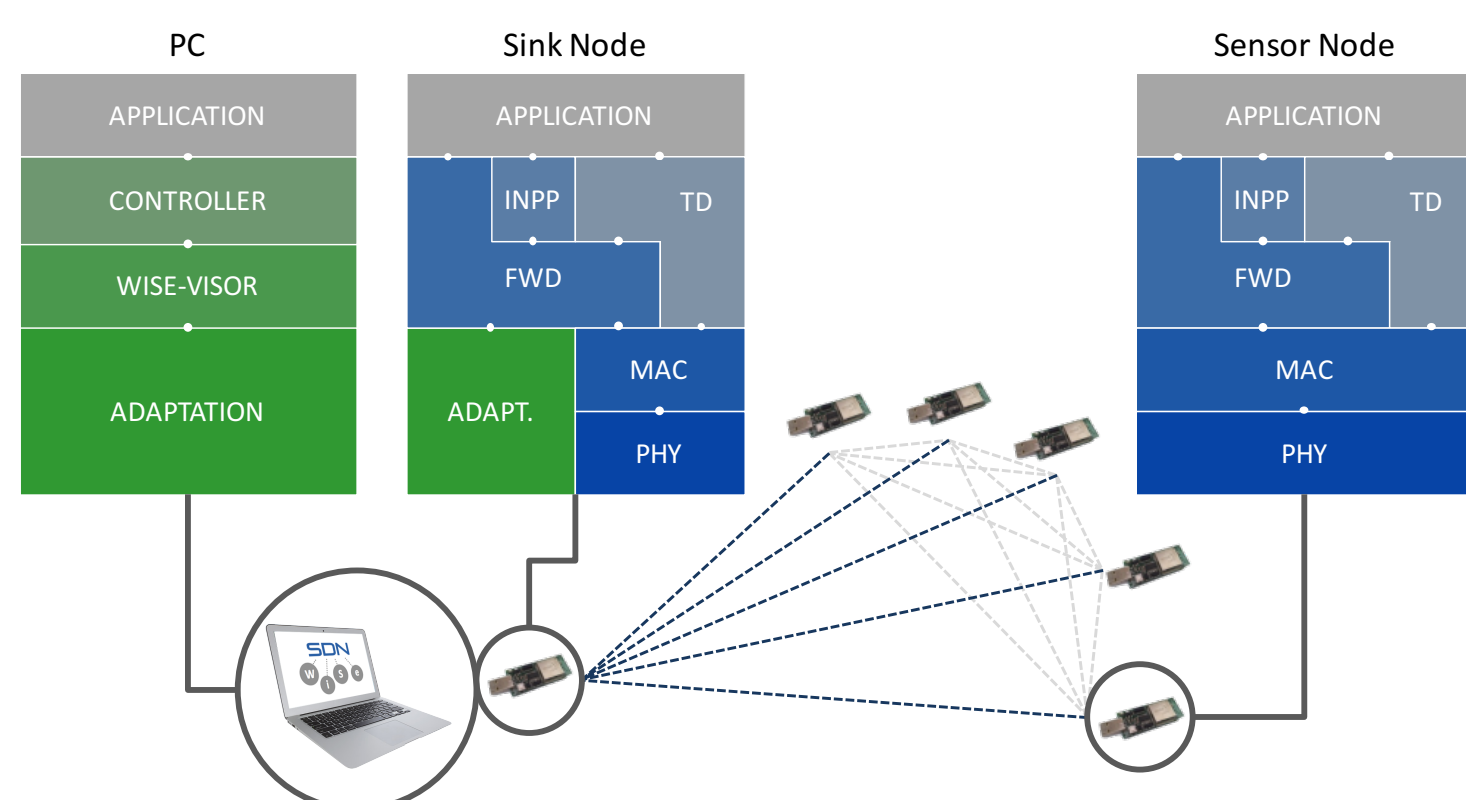 PC
APPLICATION
CONTROLLER
WISE-VISOR
ADAPTATION
Sink Node
APPLICATION
INPP
TD
FWD
ADAPT.
MAC
PHY
Sensor Node
APPLICATION
INPP
TD
FWD
MAC
PHY
SDN
W i S e